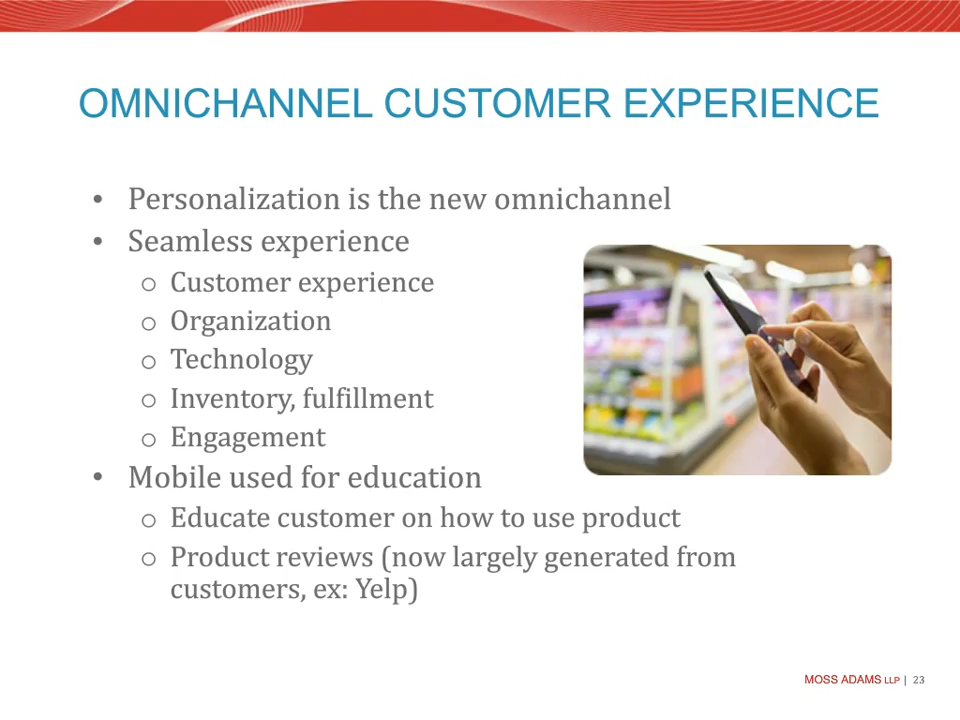 OMNICHANNEL CUSTOMER EXPERIENCE
• Personalization is the new omnichannel
• Seamless experience
o Customer experience
o Organization
o Technology
o Inventory, fulfillment
o Engagement
• Mobile used for education
o Educate customer on how to use product
o Product reviews (now largely generated from
customers, ex: Yelp)
MOSS ADAMS LLP | 23